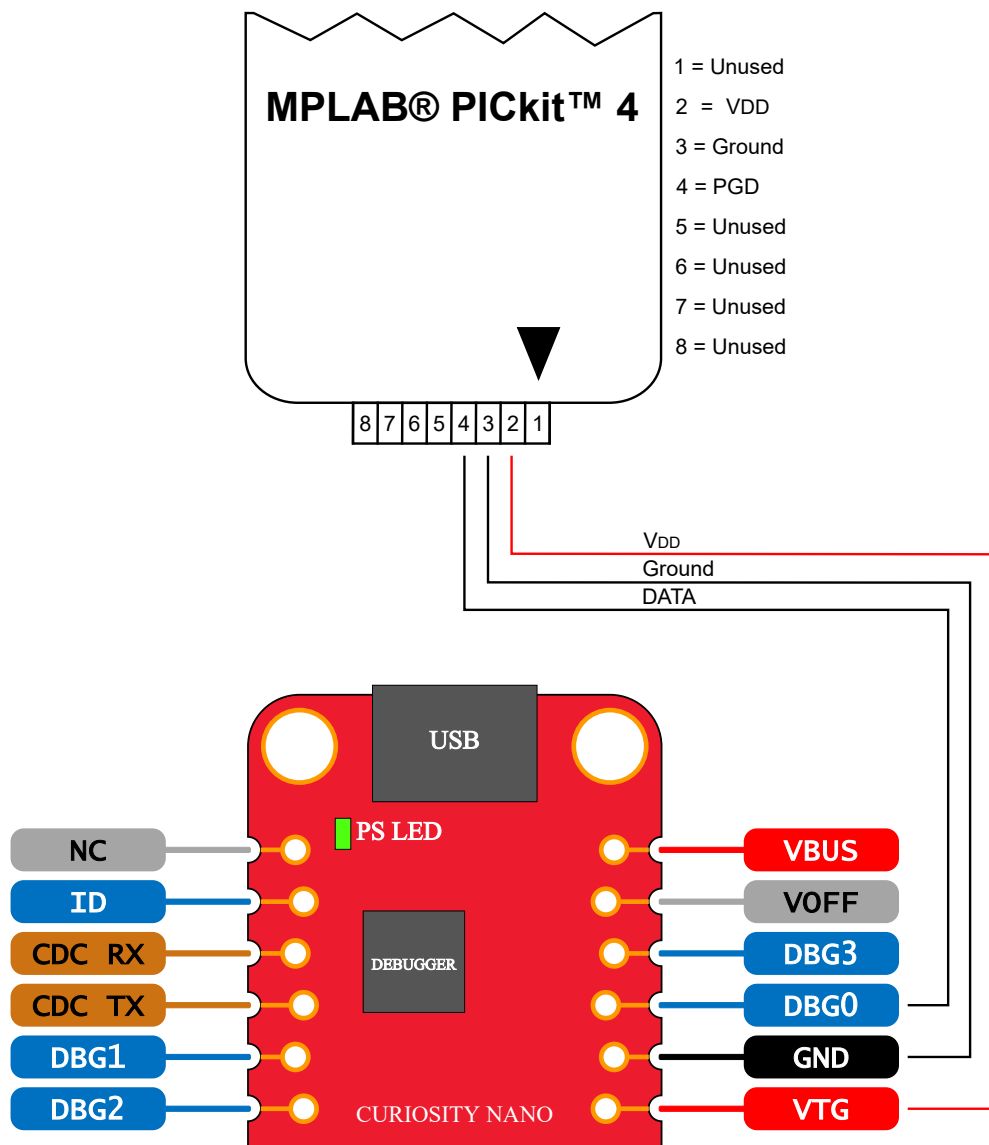 MPLAB® PICkit™ 4
1 = Unused
2 = VDD
3 = Ground
4 = PGD
5 = Unused
6 = Unused
7 = Unused
8 = Unused
8 7 6 5 4 3 2 1
VDD
Ground
DATA
USB
PS LED
NC
VBUS
ID
VOFF
CDC RX
DEBUGGER
DBG3
CDC TX
DBG0
DBG1
GND
DBG2
CURIOSITY NANO
VTG